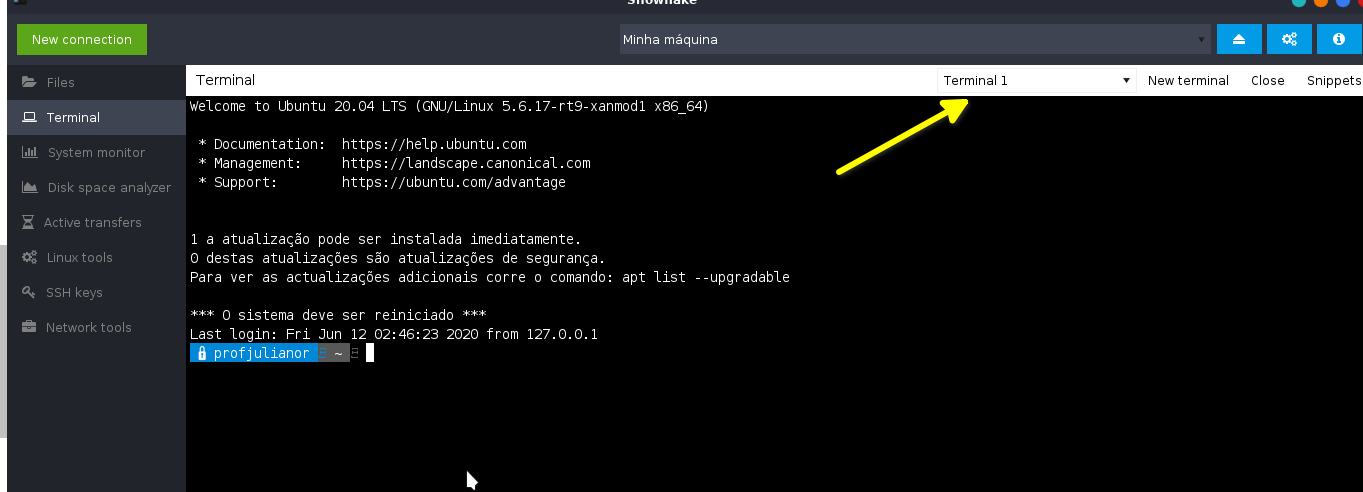 Snowflake
New connection
Minha máquina
Files
Terminal
System monitor
Disk space analyzer
Active transfers
Linux tools
SSH keys
Network tools
Terminal
Terminal 1
New terminal
Close
Snippets
Welcome to Ubuntu 20.04 LTS (GNU/Linux 5.6.17-rt9-xanmod1 x86_64)
* Documentation:  https://help.ubuntu.com
* Management:     https://landscape.canonical.com
* Support:        https://ubuntu.com/advantage
1 a atualização pode ser instalada imediatamente.
0 destas atualizações são atualizações de segurança.
Para ver as actualizações adicionais corre o comando: apt list --upgradable
*** O sistema deve ser reiniciado ***
Last login: Fri Jun 12 02:46:23 2020 from 127.0.0.1
profjulianor ~